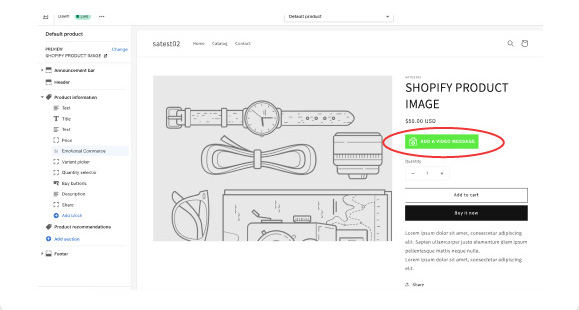 Dawn Live
Default product
Default product
PREVIEW
Change
SHOPIFY PRODUCT IMAGE
Announcement bar
Header
Product information
Text
Title
Text
Price
Emotional Commerce
Variant picker
Quantity selector
Buy buttons
Description
Share
Add block
Product recommendations
Add section
Footer
satest02
Home Catalog Contact
SHOPIFY PRODUCT
IMAGE
$50.00 USD
ADD A VIDEO MESSAGE
Quantity
− 1 +
Add to cart
Buy it now
Lorem ipsum dolor sit amet, consectetur adipiscing
elit. Septan ullamcorper justo elementum diam ipsum
pellentesque mattis neque nulla.
Lorem ipsum dolor sit amet, consectetur adipiscing
elit.
Share